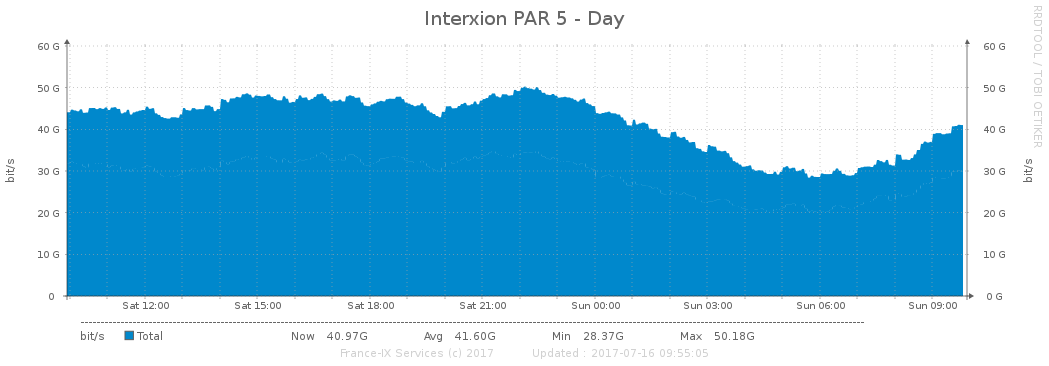 Interxion PAR 5 - Day
RRDTOOL / TOBI OETIKER
bit/s
60 G
50 G
40 G
30 G
20 G
10 G
0
60 G
50 G
40 G
30 G
20 G
10 G
0 G
bit/s
Sat 12:00 Sat 15:00 Sat 18:00 Sat 21:00 Sun 00:00 Sun 03:00 Sun 06:00 Sun 09:00
bit/s Total Now 40.97G Avg 41.60G Min 28.37G Max 50.18G
France-IX Services (c) 2017 Updated : 2017-07-16 09:55:05